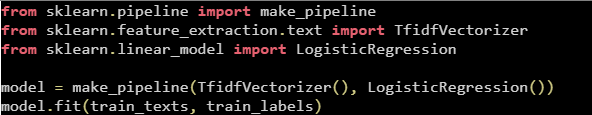 from sklearn.pipeline import make_pipeline
from sklearn.feature_extraction.text import TfidfVectorizer
from sklearn.linear_model import LogisticRegression
model = make_pipeline(TfidfVectorizer(), LogisticRegression())
model.fit(train_texts, train_labels)